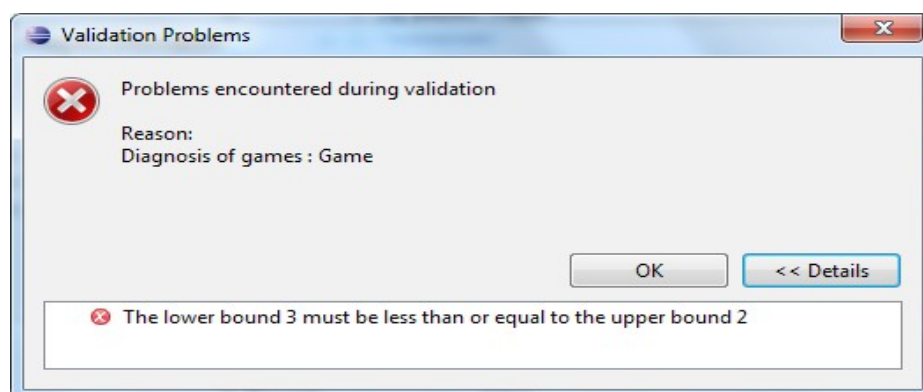 Validation Problems
Problems encountered during validation
Reason:
Diagnosis of games : Game
OK
<< Details
The lower bound 3 must be less than or equal to the upper bound 2